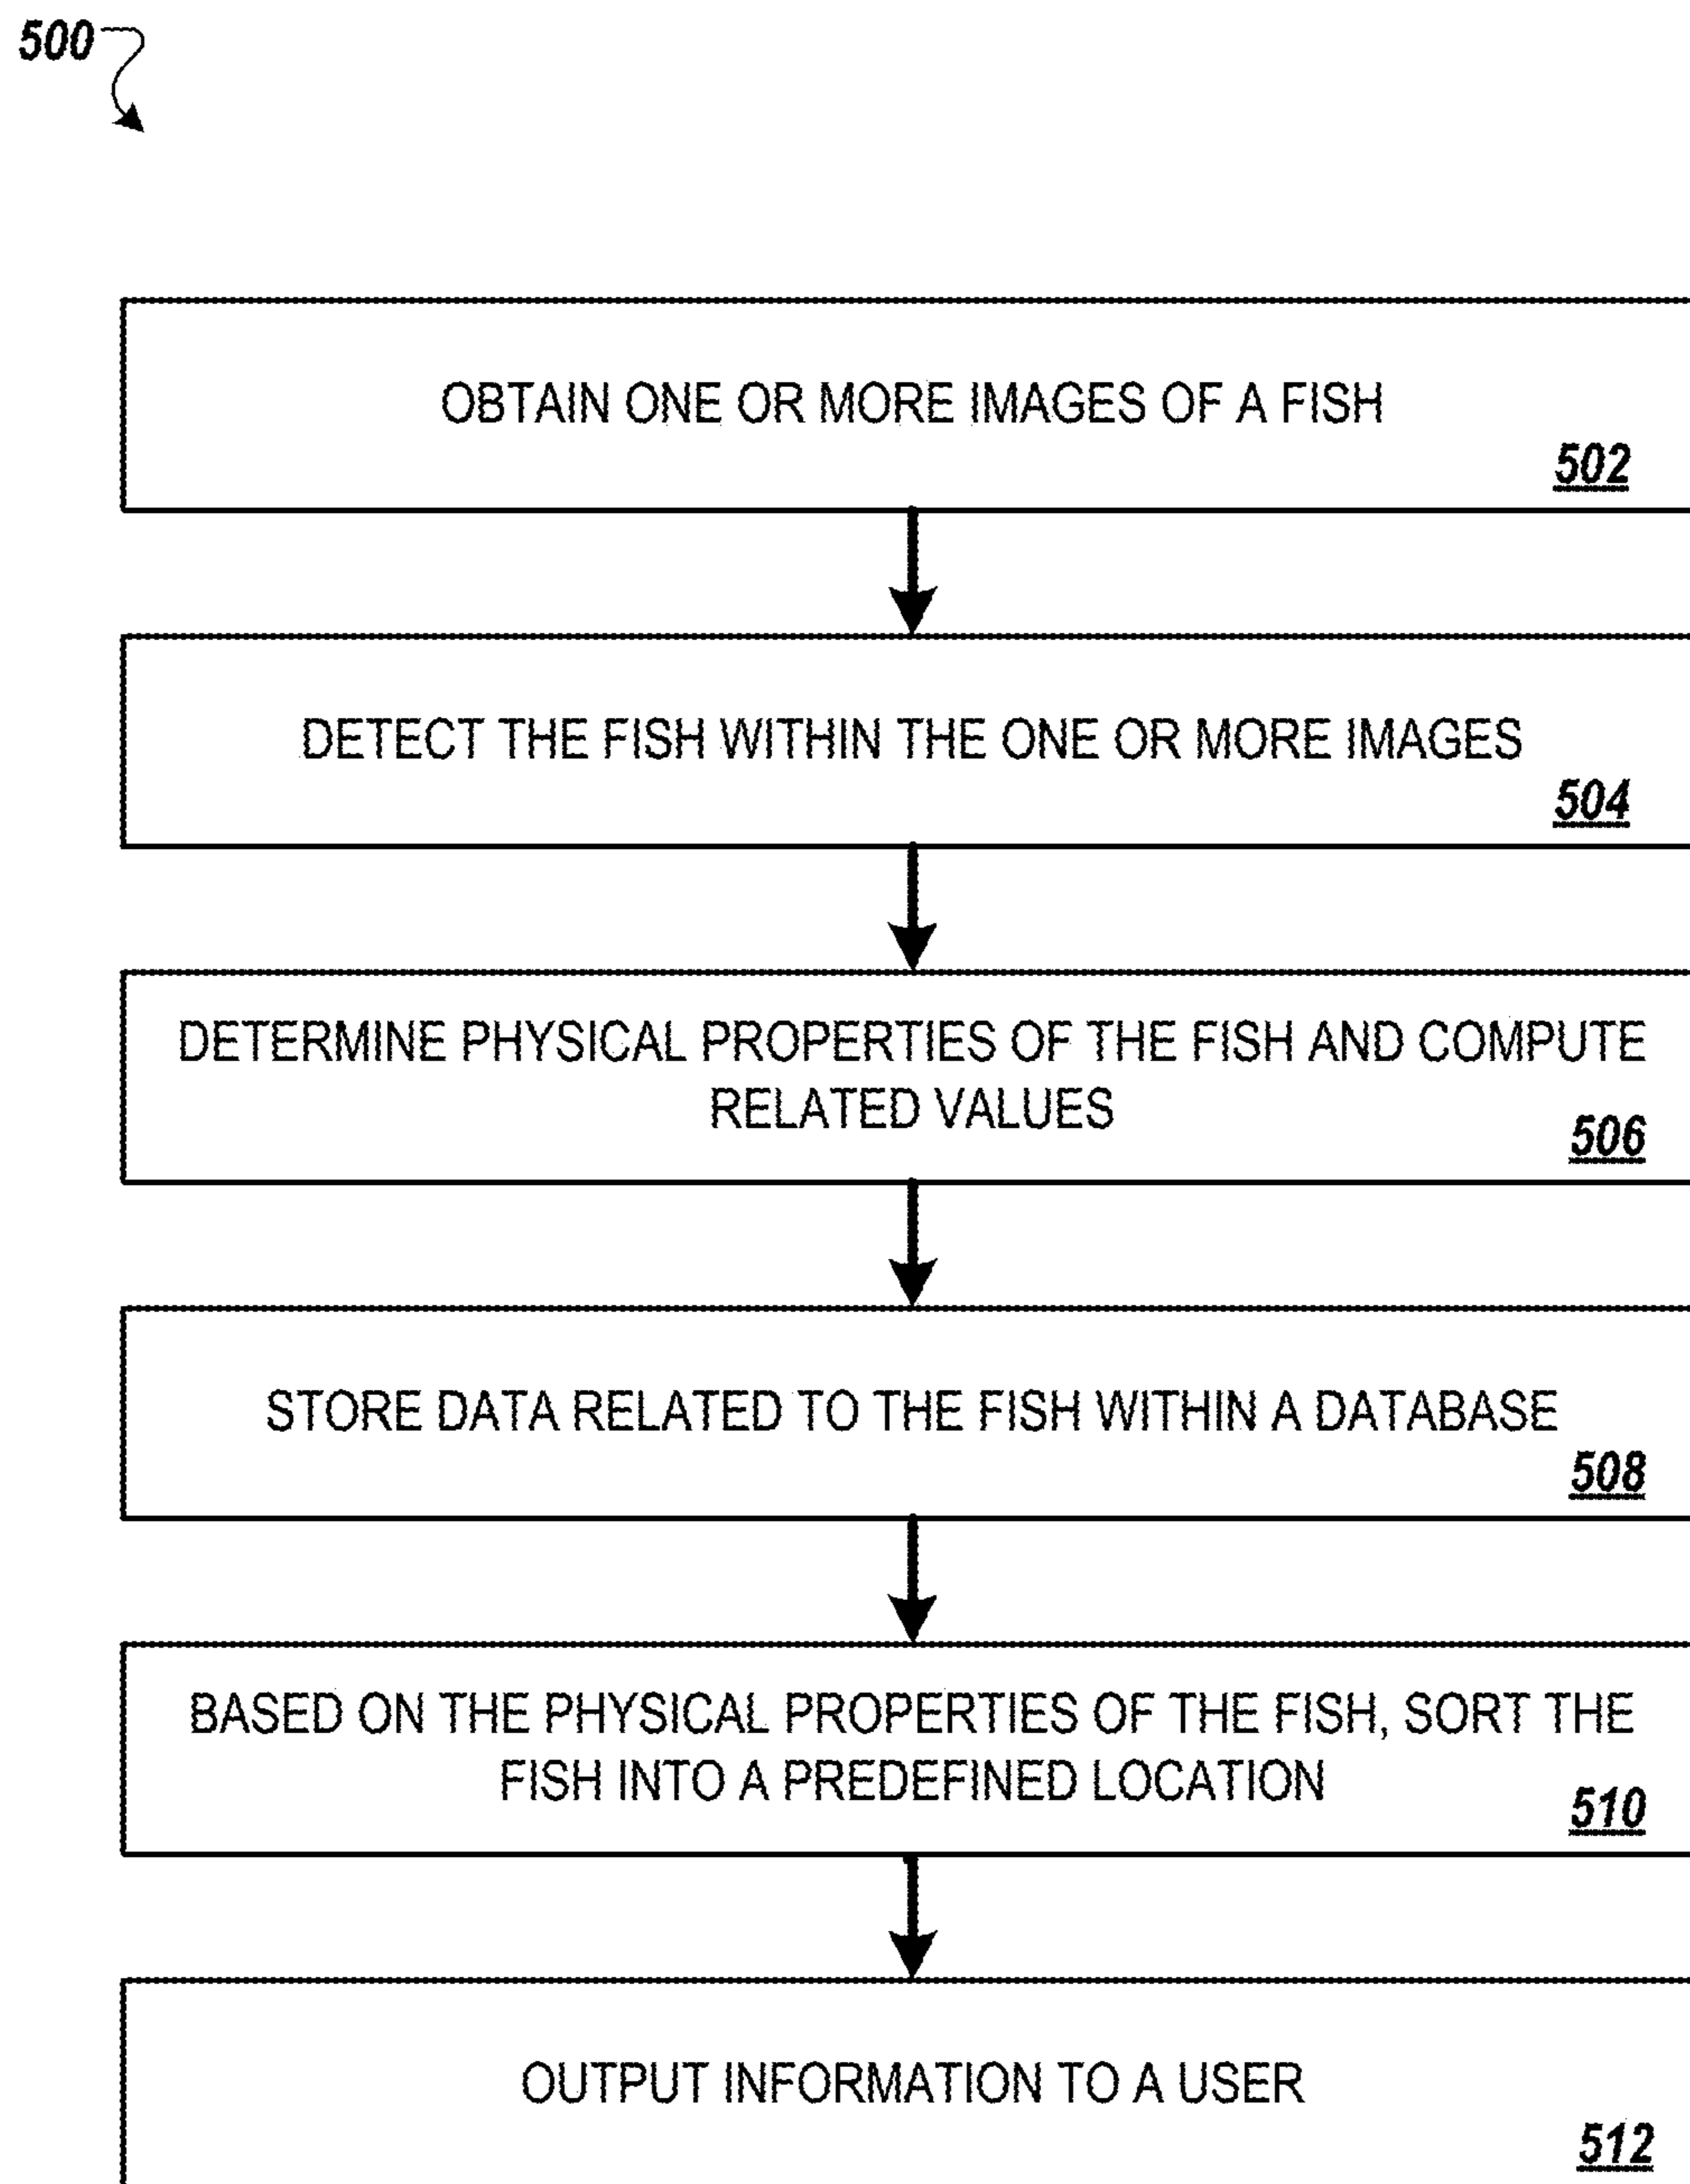 500
OBTAIN ONE OR MORE IMAGES OF A FISH
502
DETECT THE FISH WITHIN THE ONE OR MORE IMAGES
504
DETERMINE PHYSICAL PROPERTIES OF THE FISH AND COMPUTE
RELATED VALUES
506
STORE DATA RELATED TO THE FISH WITHIN A DATABASE
508
BASED ON THE PHYSICAL PROPERTIES OF THE FISH, SORT THE
FISH INTO A PREDEFINED LOCATION
510
OUTPUT INFORMATION TO A USER
512